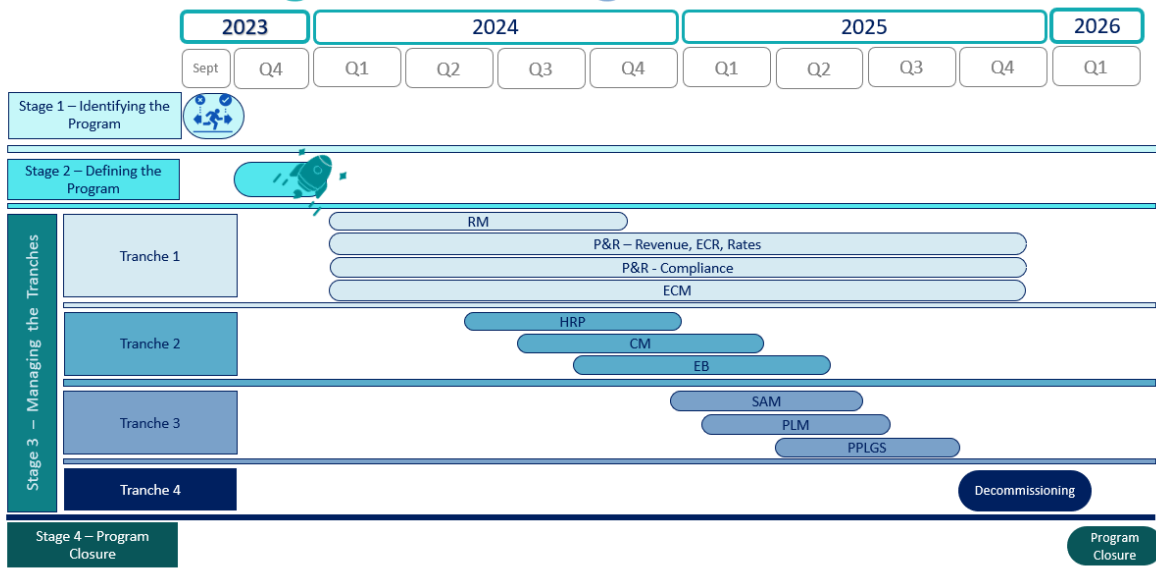 2023 2024 2025 2026
Sept Q4 Q1 Q2 Q3 Q4 Q1 Q2 Q3 Q4 Q1
Stage 1 – Identifying the
Program
Stage 2 – Defining the
Program
Stage 3 – Managing the Tranches
Tranche 1
RM
P&R – Revenue, ECR, Rates
P&R - Compliance
ECM
Tranche 2
HRP
CM
EB
Tranche 3
SAM
PLM
PPLGS
Tranche 4
Decommissioning
Stage 4 – Program
Closure
Program
Closure